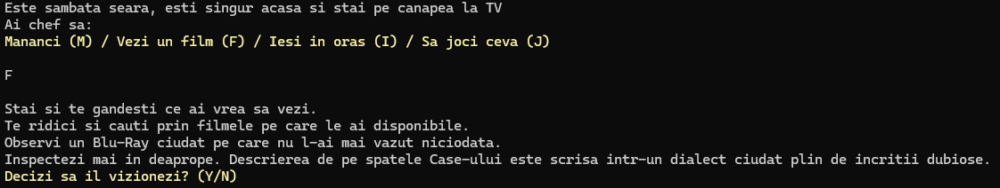 Este sambata seara, esti singur acasa si stai pe canapea la TV
Ai chef sa:
Mananci (M) / Vezi un film (F) / Iesi in oras (I) / Sa joci ceva (J)
F
Stai si te gandesti ce ai vrea sa vezi.
Te ridici si cauti prin filmele pe care le ai disponibile.
Observi un Blu-Ray ciudat pe care nu l-ai mai vazut niciodata.
Inspectezi mai in deaprope. Descrierea de pe spatele Case-ului este scrisa intr-un dialect ciudat plin de incritii dubiose.
Decizi sa il vizionezi? (Y/N)